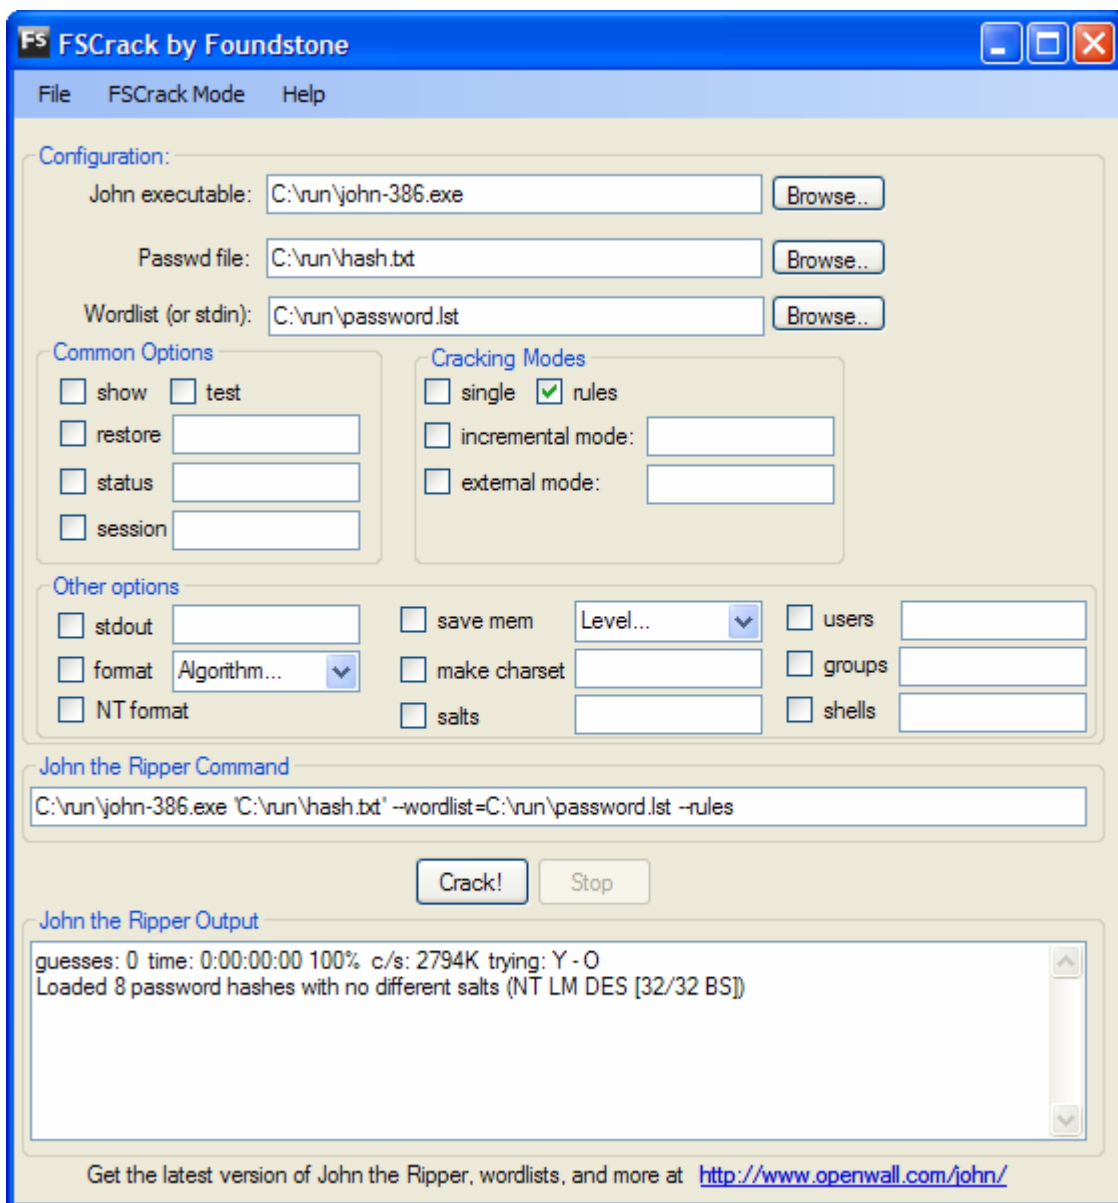 FS FSCrack by Foundstone
File FSCrack Mode Help
Configuration:
John executable: C:\run\john-386.exe Browse..
Passwd file: C:\run\hash.txt Browse..
Wordlist (or stdin): C:\run\password.lst Browse..
Common Options
show test
restore
status
session
Cracking Modes
single rules
incremental mode:
external mode:
Other options
stdout save mem Level... users
format Algorithm... make charset groups
NT format salts shells
John the Ripper Command
C:\run\john-386.exe "C:\run\hash.txt" --wordlist=C:\run\password.lst --rules
Crack! Stop
John the Ripper Output
guesses: 0 time: 0:00:00:00 100% c/s: 2794K trying: Y - O
Loaded 8 password hashes with no different salts (NT LM DES [32/32 BS])
Get the latest version of John the Ripper, wordlists, and more at http://www.openwall.com/john/